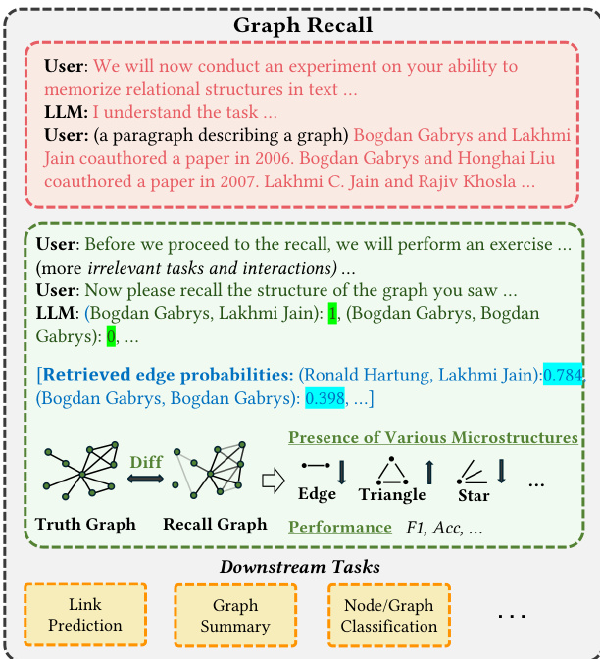 Graph Recall
User: We will now conduct an experiment on your ability to
memorize relational structures in text ...
LLM: I understand the task ...
User: (a paragraph describing a graph) Bogdan Gabrys and Lakhmi
Jain coauthored a paper in 2006. Bogdan Gabrys and Honghai Liu
coauthored a paper in 2007. Lakhmi C. Jain and Rajiv Khosla ...
User: Before we proceed to the recall, we will perform an exercise ...
(more irrelevant tasks and interactions) ...
User: Now please recall the structure of the graph you saw ...
LLM: (Bogdan Gabrys, Lakhmi Jain): 1, (Bogdan Gabrys, Bogdan
Gabrys): 0, ...
[Retrieved edge probabilities: (Ronald Hartung, Lakhmi Jain):0.784,
(Bogdan Gabrys, Bogdan Gabrys): 0.398, ...]
Presence of Various Microstructures
Diff
Edge
Triangle
Star
...
Truth Graph
Recall Graph
Performance F1, Acc, ...
Downstream Tasks
Link
Prediction
Graph
Summary
Node/Graph
Classification
...